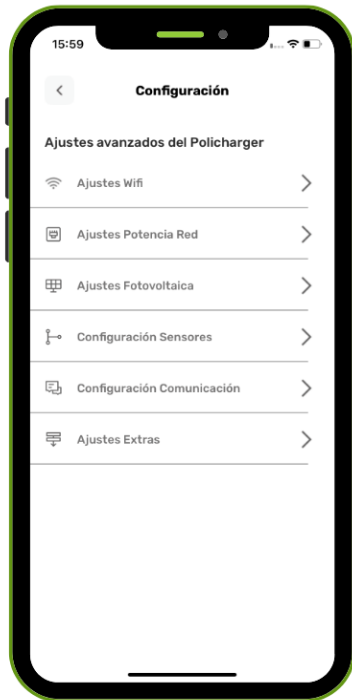 15:59
Configuración
Ajustes avanzados del Policharger
Ajustes Wifi
Ajustes Potencia Red
Ajustes Fotovoltaica
Configuración Sensores
Configuración Comunicación
Ajustes Extras